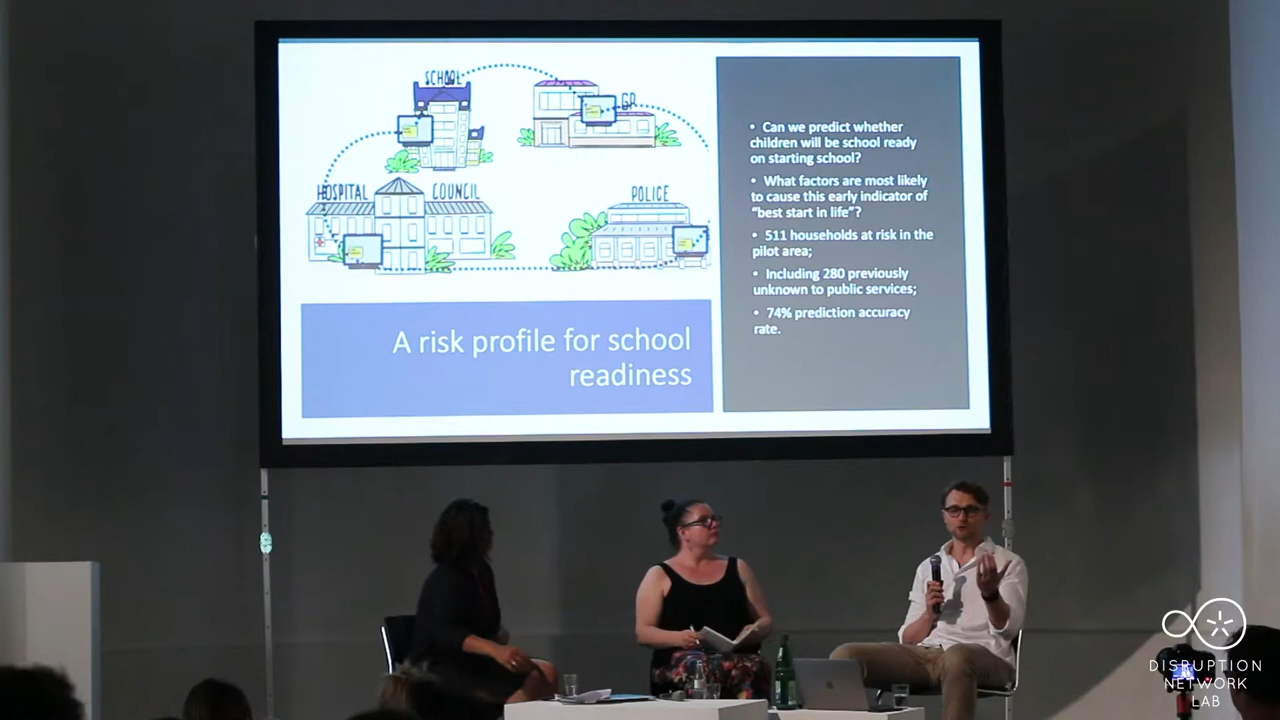 SCHOOL
GP
HOSPITAL
COUNCIL
POLICE
A risk profile for school
readiness
• Can we predict whether
children will be school ready
on starting school?
• What factors are most likely
to cause this early indicator of
“best start in life”?
• 511 households at risk in the
pilot area;
• Including 280 previously
unknown to public services;
• 74% prediction accuracy
rate.
DISRUPTION
NETWORK
LAB